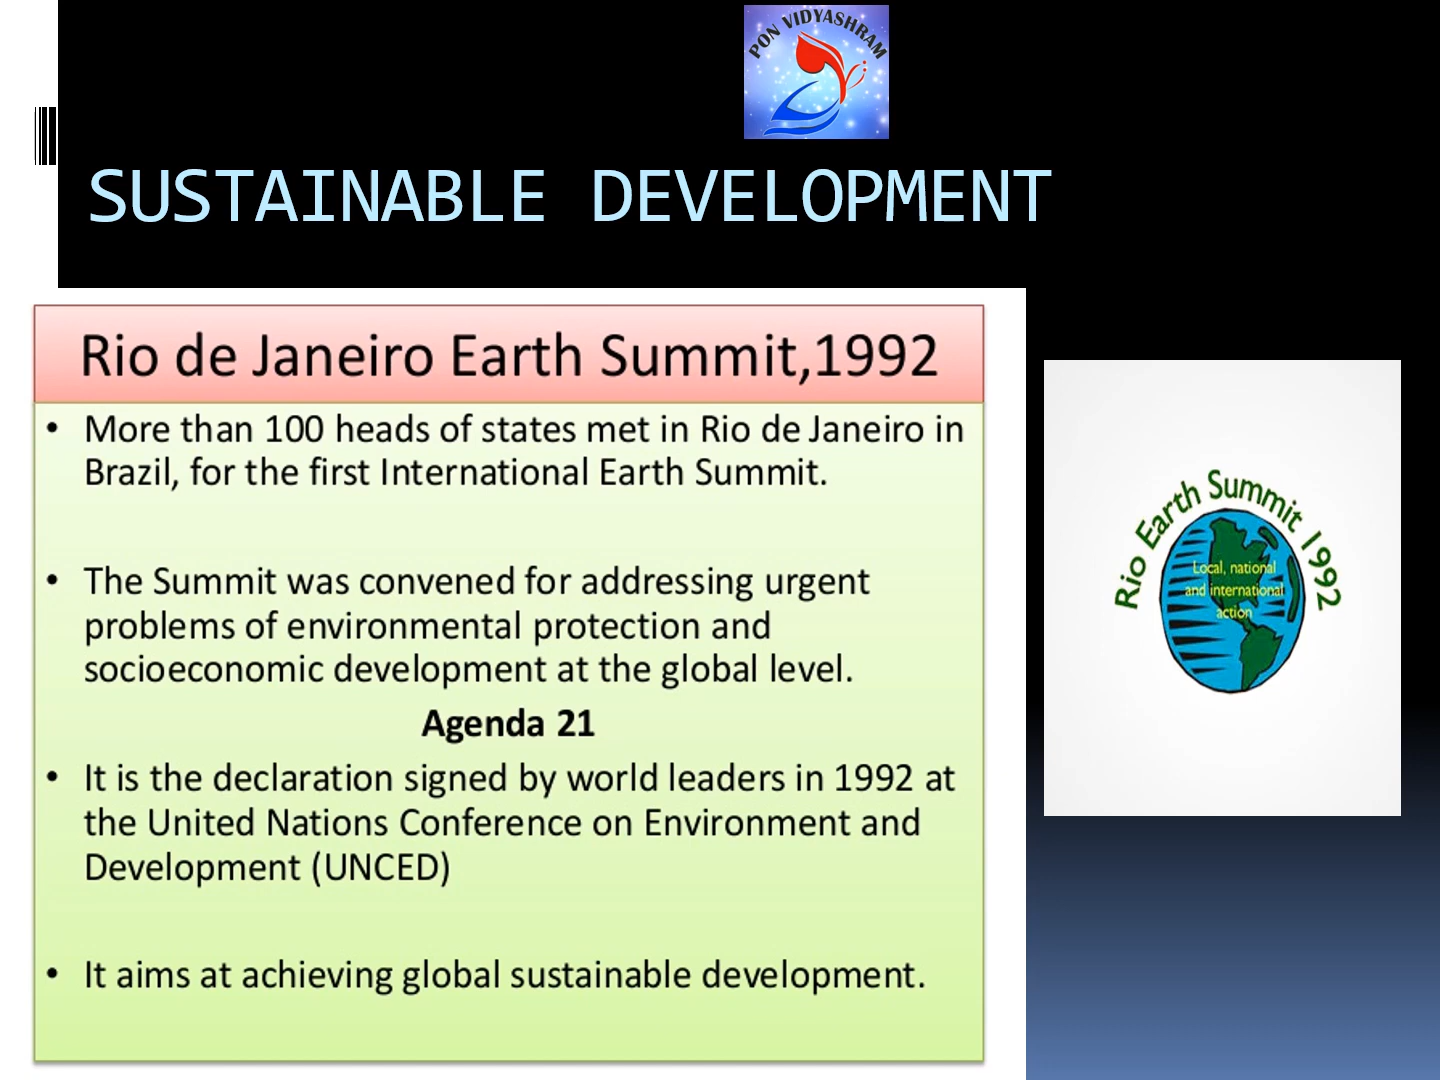 PON VIDYASHRAM
SUSTAINABLE DEVELOPMENT
Rio de Janeiro Earth Summit,1992
• More than 100 heads of states met in Rio de Janeiro in
Brazil, for the first International Earth Summit.
• The Summit was convened for addressing urgent
problems of environmental protection and
socioeconomic development at the global level.
Agenda 21
• It is the declaration signed by world leaders in 1992 at
the United Nations Conference on Environment and
Development (UNCED)
• It aims at achieving global sustainable development.
Rio Earth Summit 1992
Local, national
and international
action